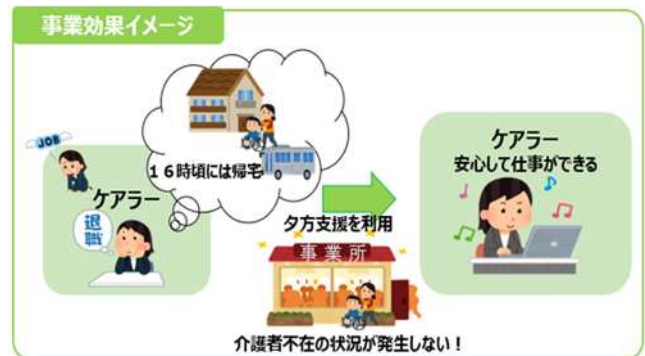 事業効果イメージ
JOB
ケアラー
退職
１６時頃には帰宅
夕方支援を利用
事業所
介護者不在の状況が発生しない！
ケアラー
安心して仕事ができる